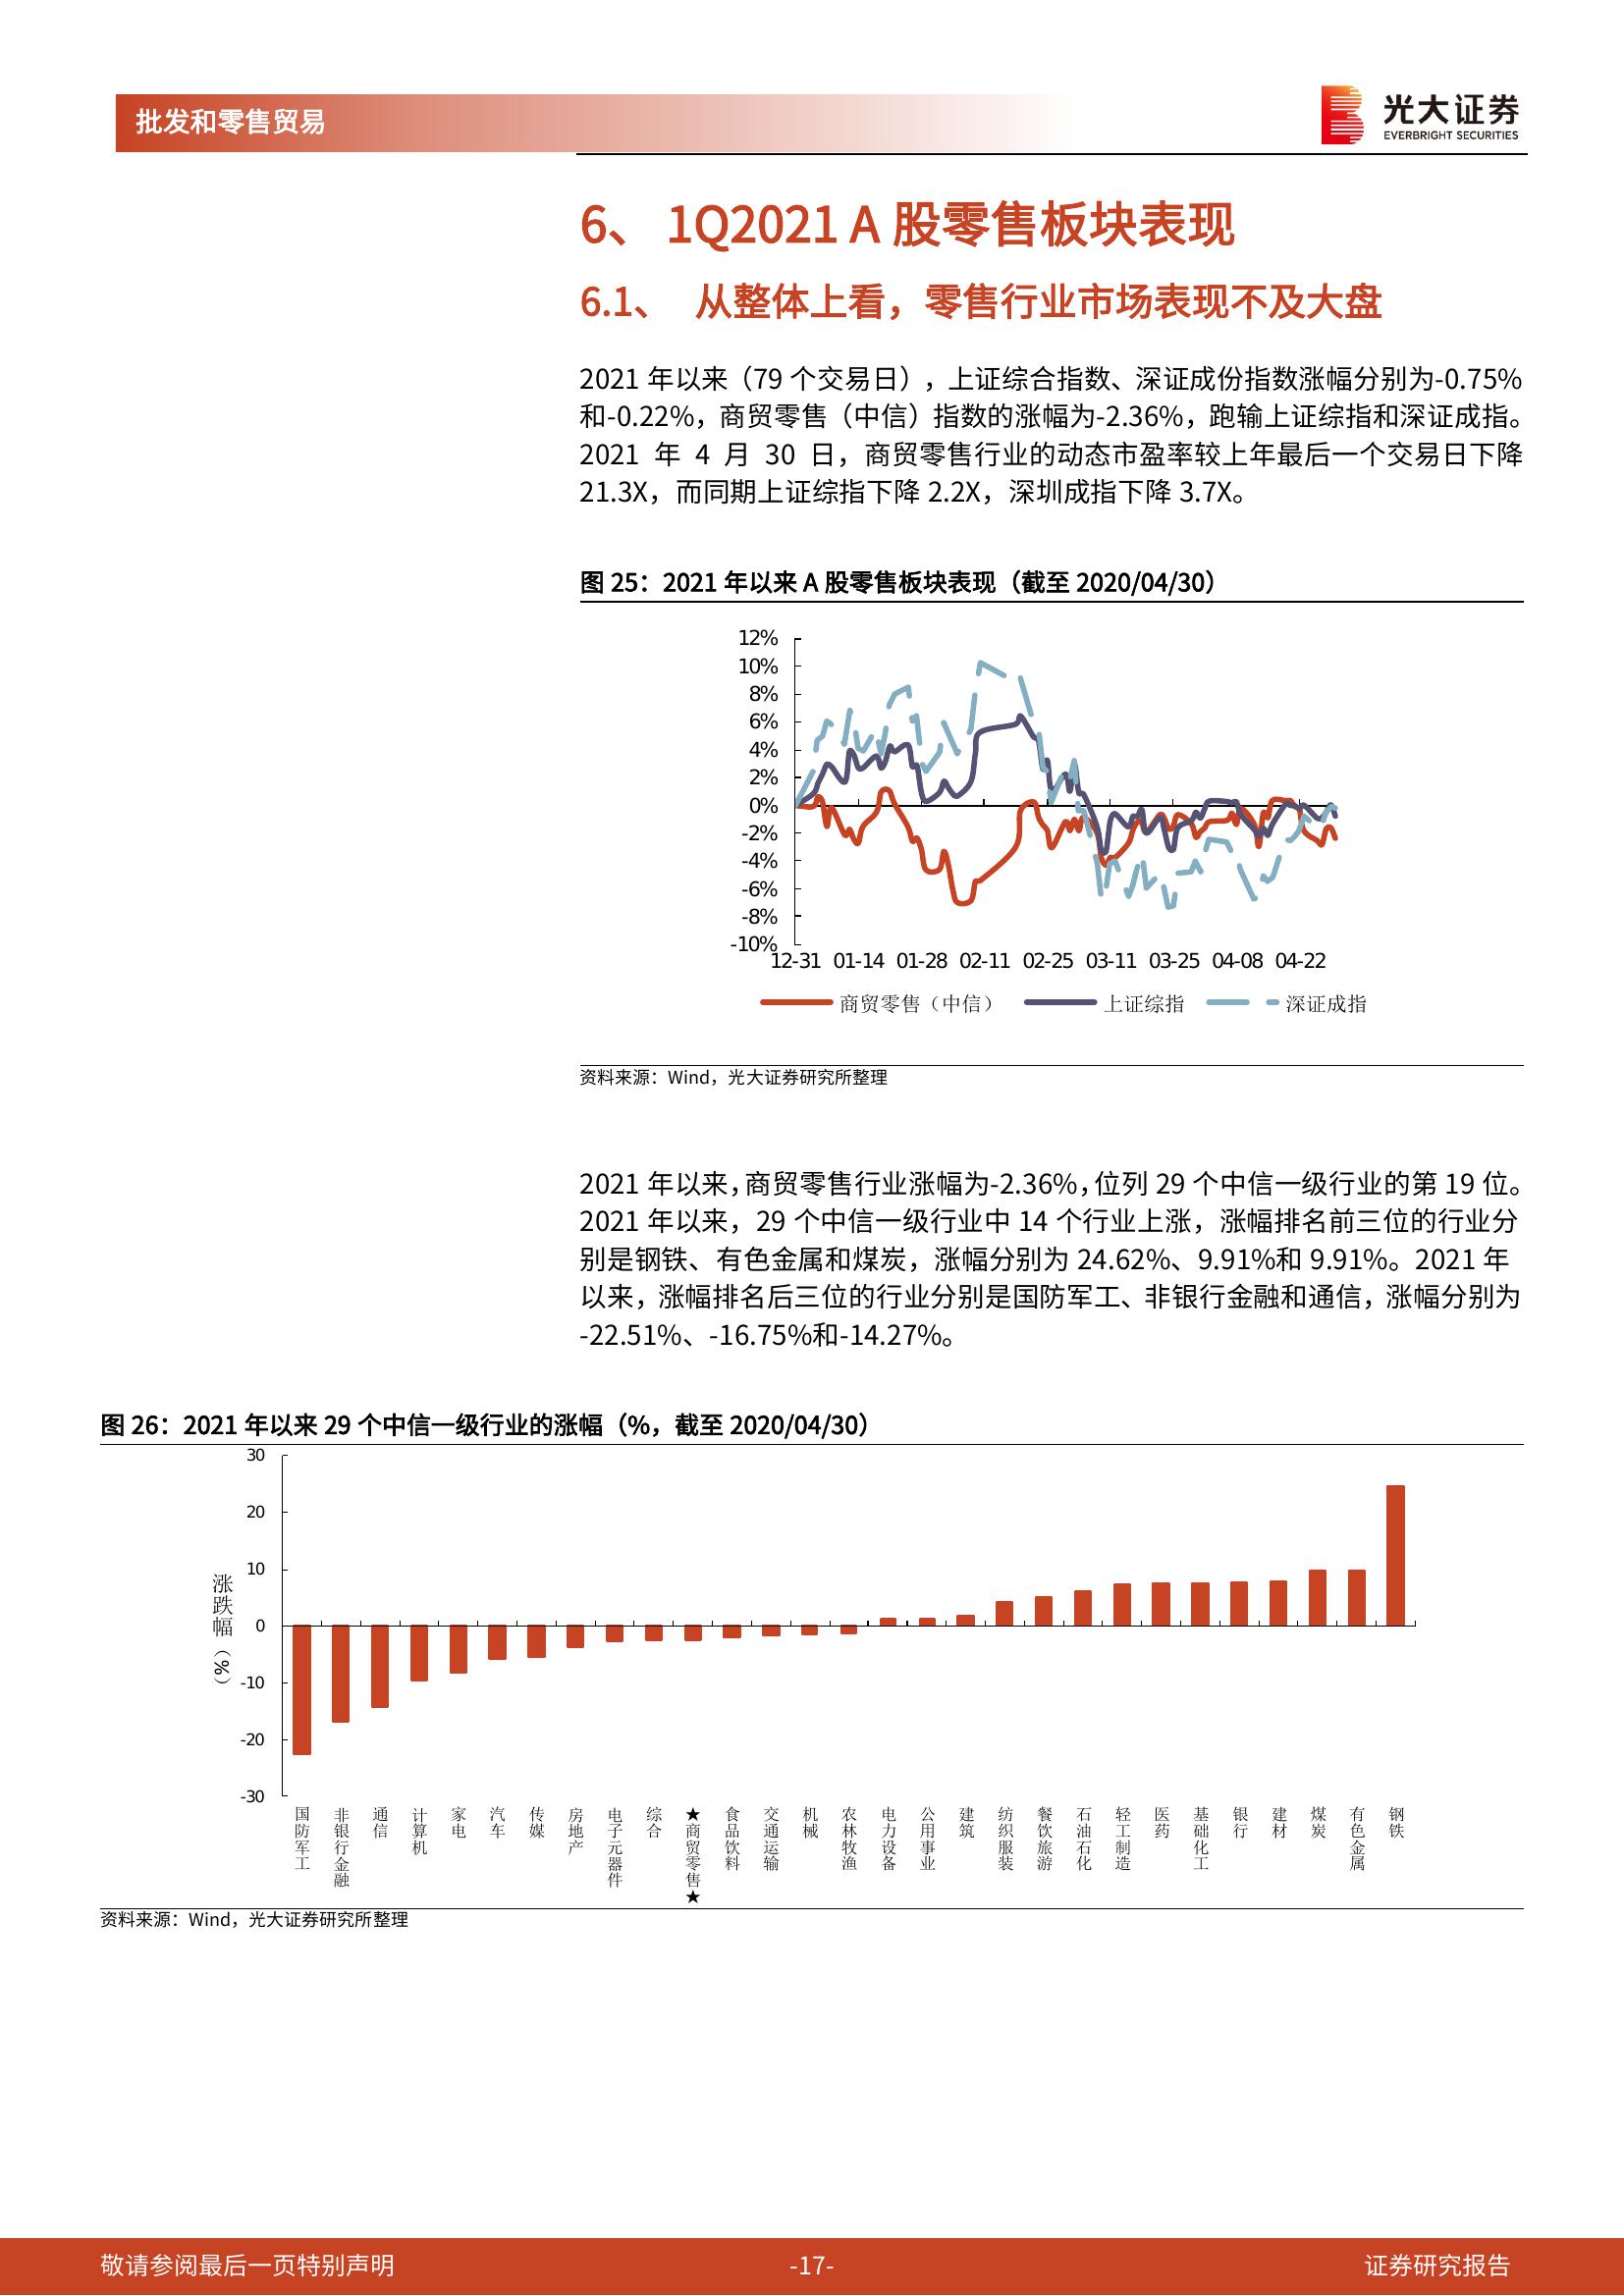 批发和零售贸易
光大证券
EVERBRIGHT SECURITIES
6、 1Q2021 A 股零售板块表现
6.1、 从整体上看，零售行业市场表现不及大盘
2021 年以来（79 个交易日），上证综合指数、深证成份指数涨幅分别为-0.75%
和-0.22%，商贸零售（中信）指数的涨幅为-2.36%，跑输上证综指和深证成指。
2021 年 4 月 30 日，商贸零售行业的动态市盈率较上年最后一个交易日下降
21.3X，而同期上证综指下降 2.2X，深圳成指下降 3.7X。
图 25：2021 年以来 A 股零售板块表现（截至 2020/04/30）
12%
10%
8%
6%
4%
2%
0%
-2%
-4%
-6%
-8%
-10%
12-31 01-14 01-28 02-11 02-25 03-11 03-25 04-08 04-22
商贸零售（中信） 上证综指 深证成指
资料来源：Wind，光大证券研究所整理
2021 年以来，商贸零售行业涨幅为-2.36%，位列 29 个中信一级行业的第 19 位。
2021 年以来，29 个中信一级行业中 14 个行业上涨，涨幅排名前三位的行业分
别是钢铁、有色金属和煤炭，涨幅分别为 24.62%、9.91%和 9.91%。2021 年
以来，涨幅排名后三位的行业分别是国防军工、非银行金融和通信，涨幅分别为
-22.51%、-16.75%和-14.27%。
图 26：2021 年以来 29 个中信一级行业的涨幅（%，截至 2020/04/30）
30
20
10
0
-10
-20
-30
涨跌幅（%）
国防军工
非银行金融
通信
计算机
家电
汽车
传媒
房地产
电子元器件
综合
★商贸零售★
食品饮料
交通运输
机械
农林牧渔
电力设备
公用事业
建筑
纺织服装
餐饮旅游
石油石化
轻工制造
医药
基础化工
银行
建材
煤炭
有色金属
钢铁
资料来源：Wind，光大证券研究所整理
敬请参阅最后一页特别声明 -17- 证券研究报告